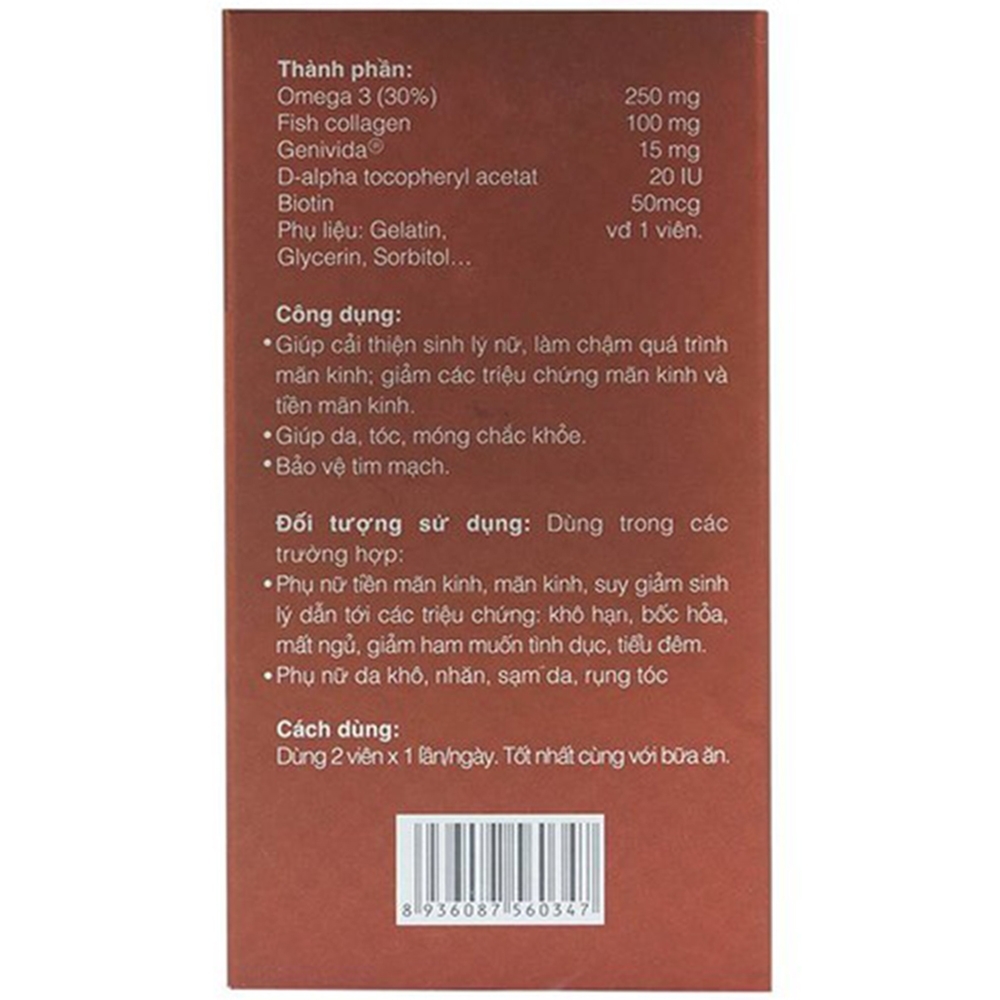 Thành phần:
Omega 3 (30%) 250 mg
Fish collagen 100 mg
Genivida® 15 mg
D-alpha tocopheryl acetat 20 IU
Biotin 50mcg
Phụ liệu: Gelatin, vđ 1 viên.
Glycerin, Sorbitol...
Công dụng:
• Giúp cải thiện sinh lý nữ, làm chậm quá trình
mãn kinh; giảm các triệu chứng mãn kinh và
tiền mãn kinh.
• Giúp da, tóc, móng chắc khỏe.
• Bảo vệ tim mạch.
Đối tượng sử dụng: Dùng trong các
trường hợp:
• Phụ nữ tiền mãn kinh, mãn kinh, suy giảm sinh
lý dẫn tới các triệu chứng: khô hạn, bốc hỏa,
mất ngủ, giảm ham muốn tình dục, tiểu đêm.
• Phụ nữ da khô, nhăn, sạm da, rụng tóc
Cách dùng:
Dùng 2 viên x 1 lần/ngày. Tốt nhất cùng với bữa ăn.
8 936087 560347